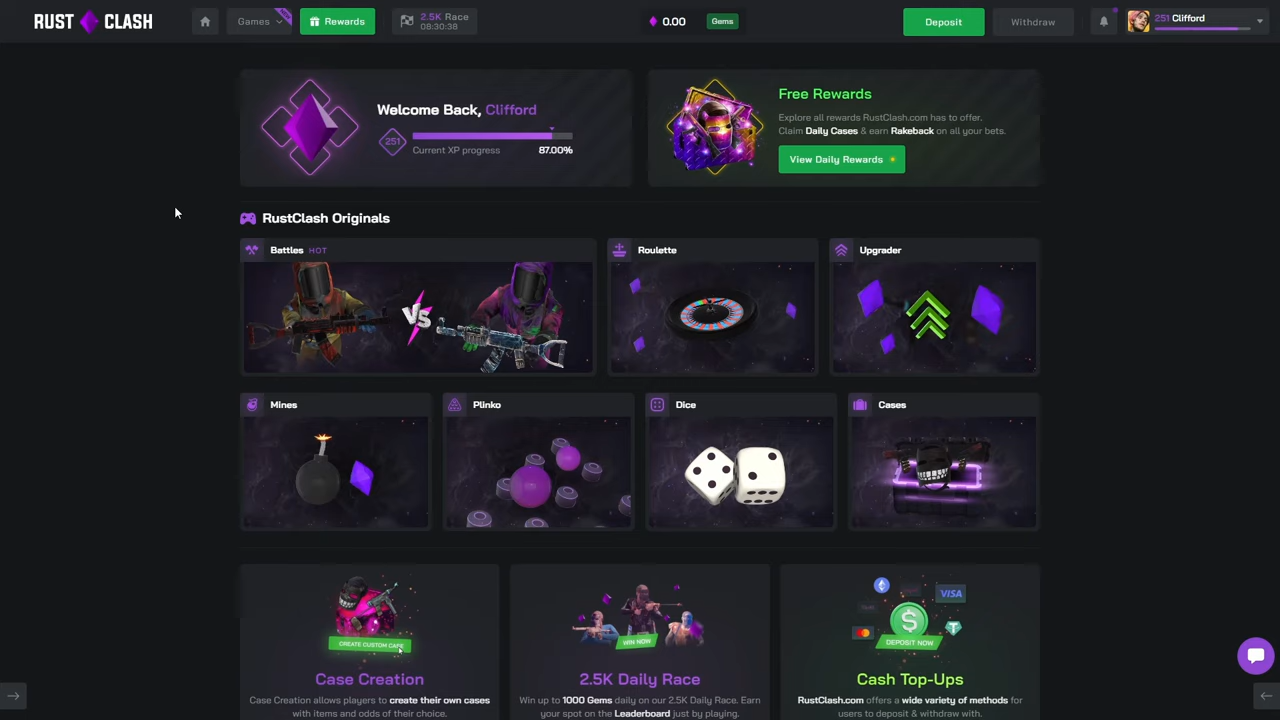 RUST CLASH
Games
Rewards
2.5K Race
08:30:38
0.00
Gems
Deposit
Withdraw
251 Clifford
Welcome Back, Clifford
251
Current XP progress
87.00%
Free Rewards
Explore all rewards RustClash.com has to offer.
Claim Daily Cases & earn Rakeback on all your bets.
View Daily Rewards
RustClash Originals
Battles HOT
Roulette
Upgrader
VS
Mines
Plinko
Dice
Cases
CREATE CUSTOM CASE
WIN NOW
VISA
DEPOSIT NOW
Case Creation
2.5K Daily Race
Cash Top-Ups
Case Creation allows players to create their own cases
with items and odds of their choice.
Win up to 1000 Gems daily on our 2.5K Daily Race. Earn
your spot on the Leaderboard just by playing.
RustClash.com offers a wide variety of methods for
users to deposit & withdraw with.